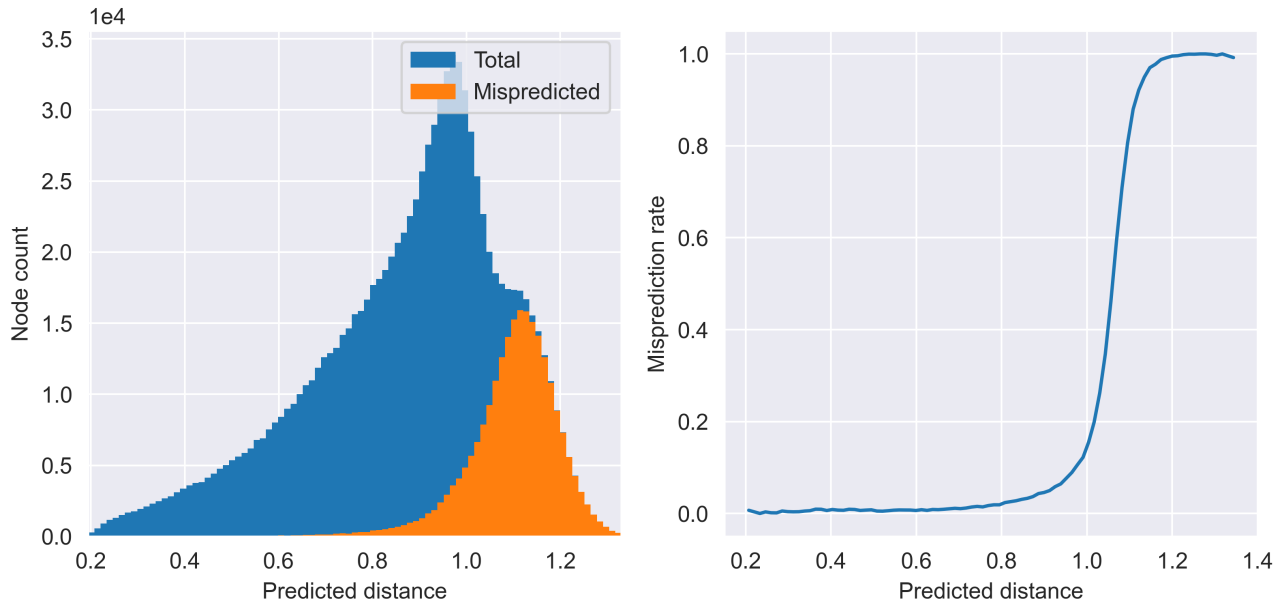 1e4
3.5
3.0
2.5
2.0
1.5
1.0
0.5
0.0
Node count
0.2 0.4 0.6 0.8 1.0 1.2
Predicted distance
Total
Mispredicted
1.0
0.8
0.6
0.4
0.2
0.0
Misprediction rate
0.2 0.4 0.6 0.8 1.0 1.2 1.4
Predicted distance